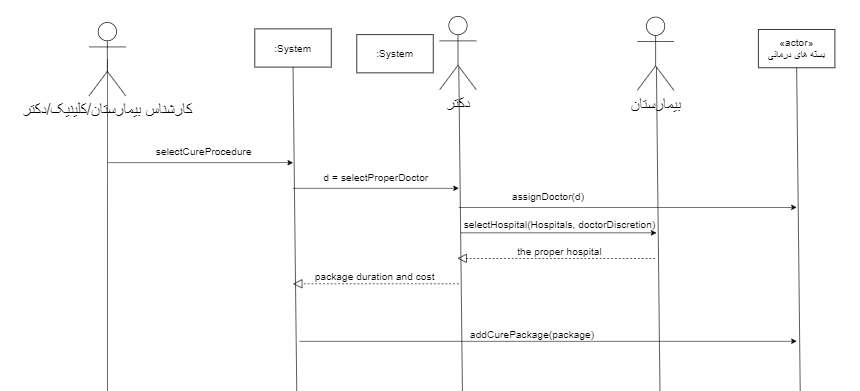 :System
:System
«actor»
بسته های درمانی
کارشناس بیمارستان/کلینیک/دکتر
دکتر
بیمارستان
selectCureProcedure
d = selectProperDoctor
assignDoctor(d)
selectHospital(Hospitals, doctorDiscretion)
the proper hospital
package duration and cost
addCurePackage(package)